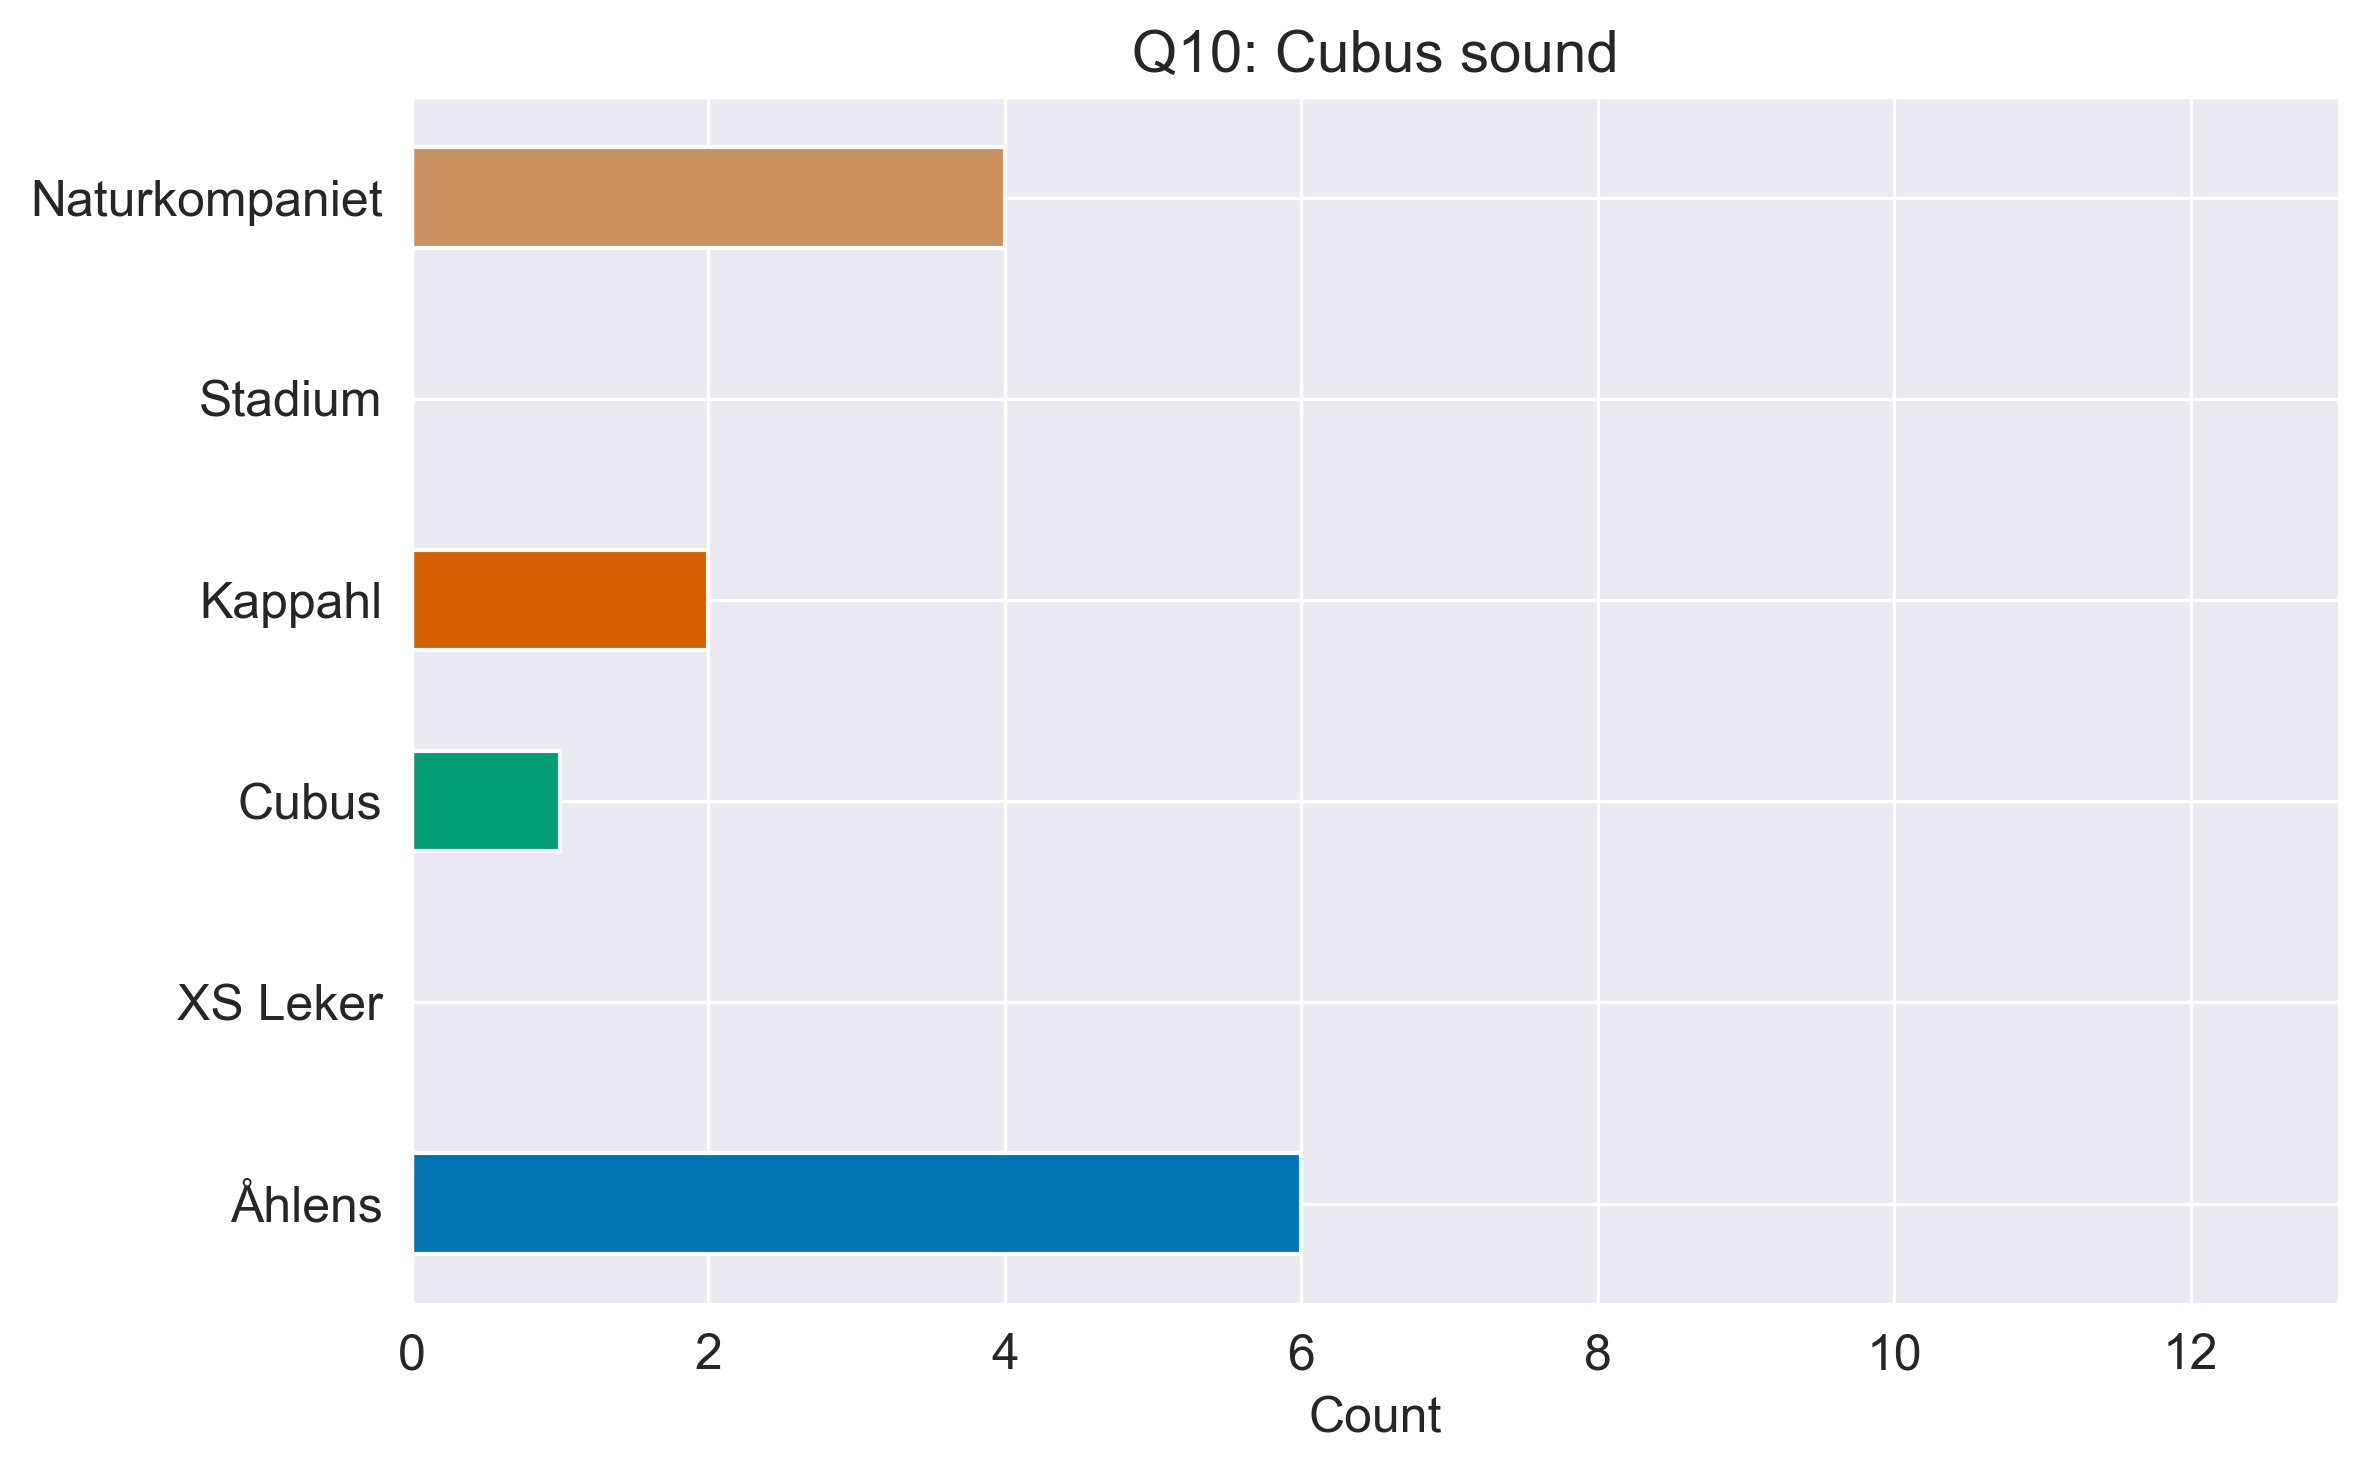 Q10: Cubus sound
Naturkompaniet
Stadium
Kappahl
Cubus
XS Leker
Åhlens
0 2 4 6 8 10 12
Count